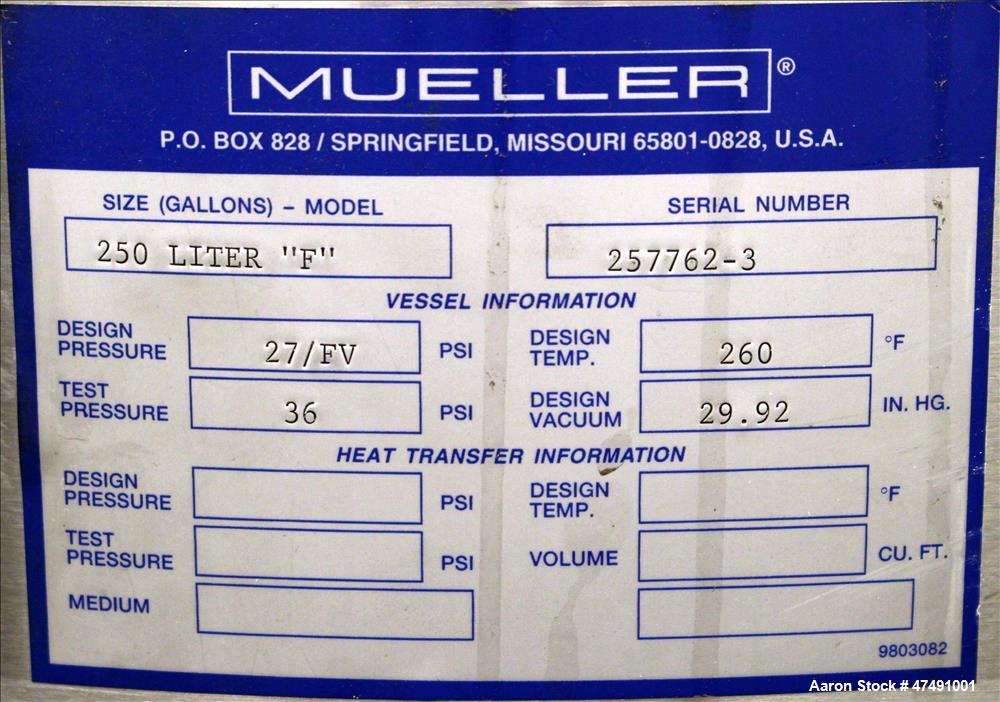 MUELLER®
P.O. BOX 828 / SPRINGFIELD, MISSOURI 65801-0828, U.S.A.
SIZE (GALLONS) – MODEL
SERIAL NUMBER
250 LITER "F"
257762-3
VESSEL INFORMATION
DESIGN PRESSURE 27/FV PSI
DESIGN TEMP. 260 °F
TEST PRESSURE 36 PSI
DESIGN VACUUM 29.92 IN. HG.
HEAT TRANSFER INFORMATION
DESIGN PRESSURE PSI
DESIGN TEMP. °F
TEST PRESSURE PSI
VOLUME CU. FT.
MEDIUM
9803082
Aaron Stock # 47491001